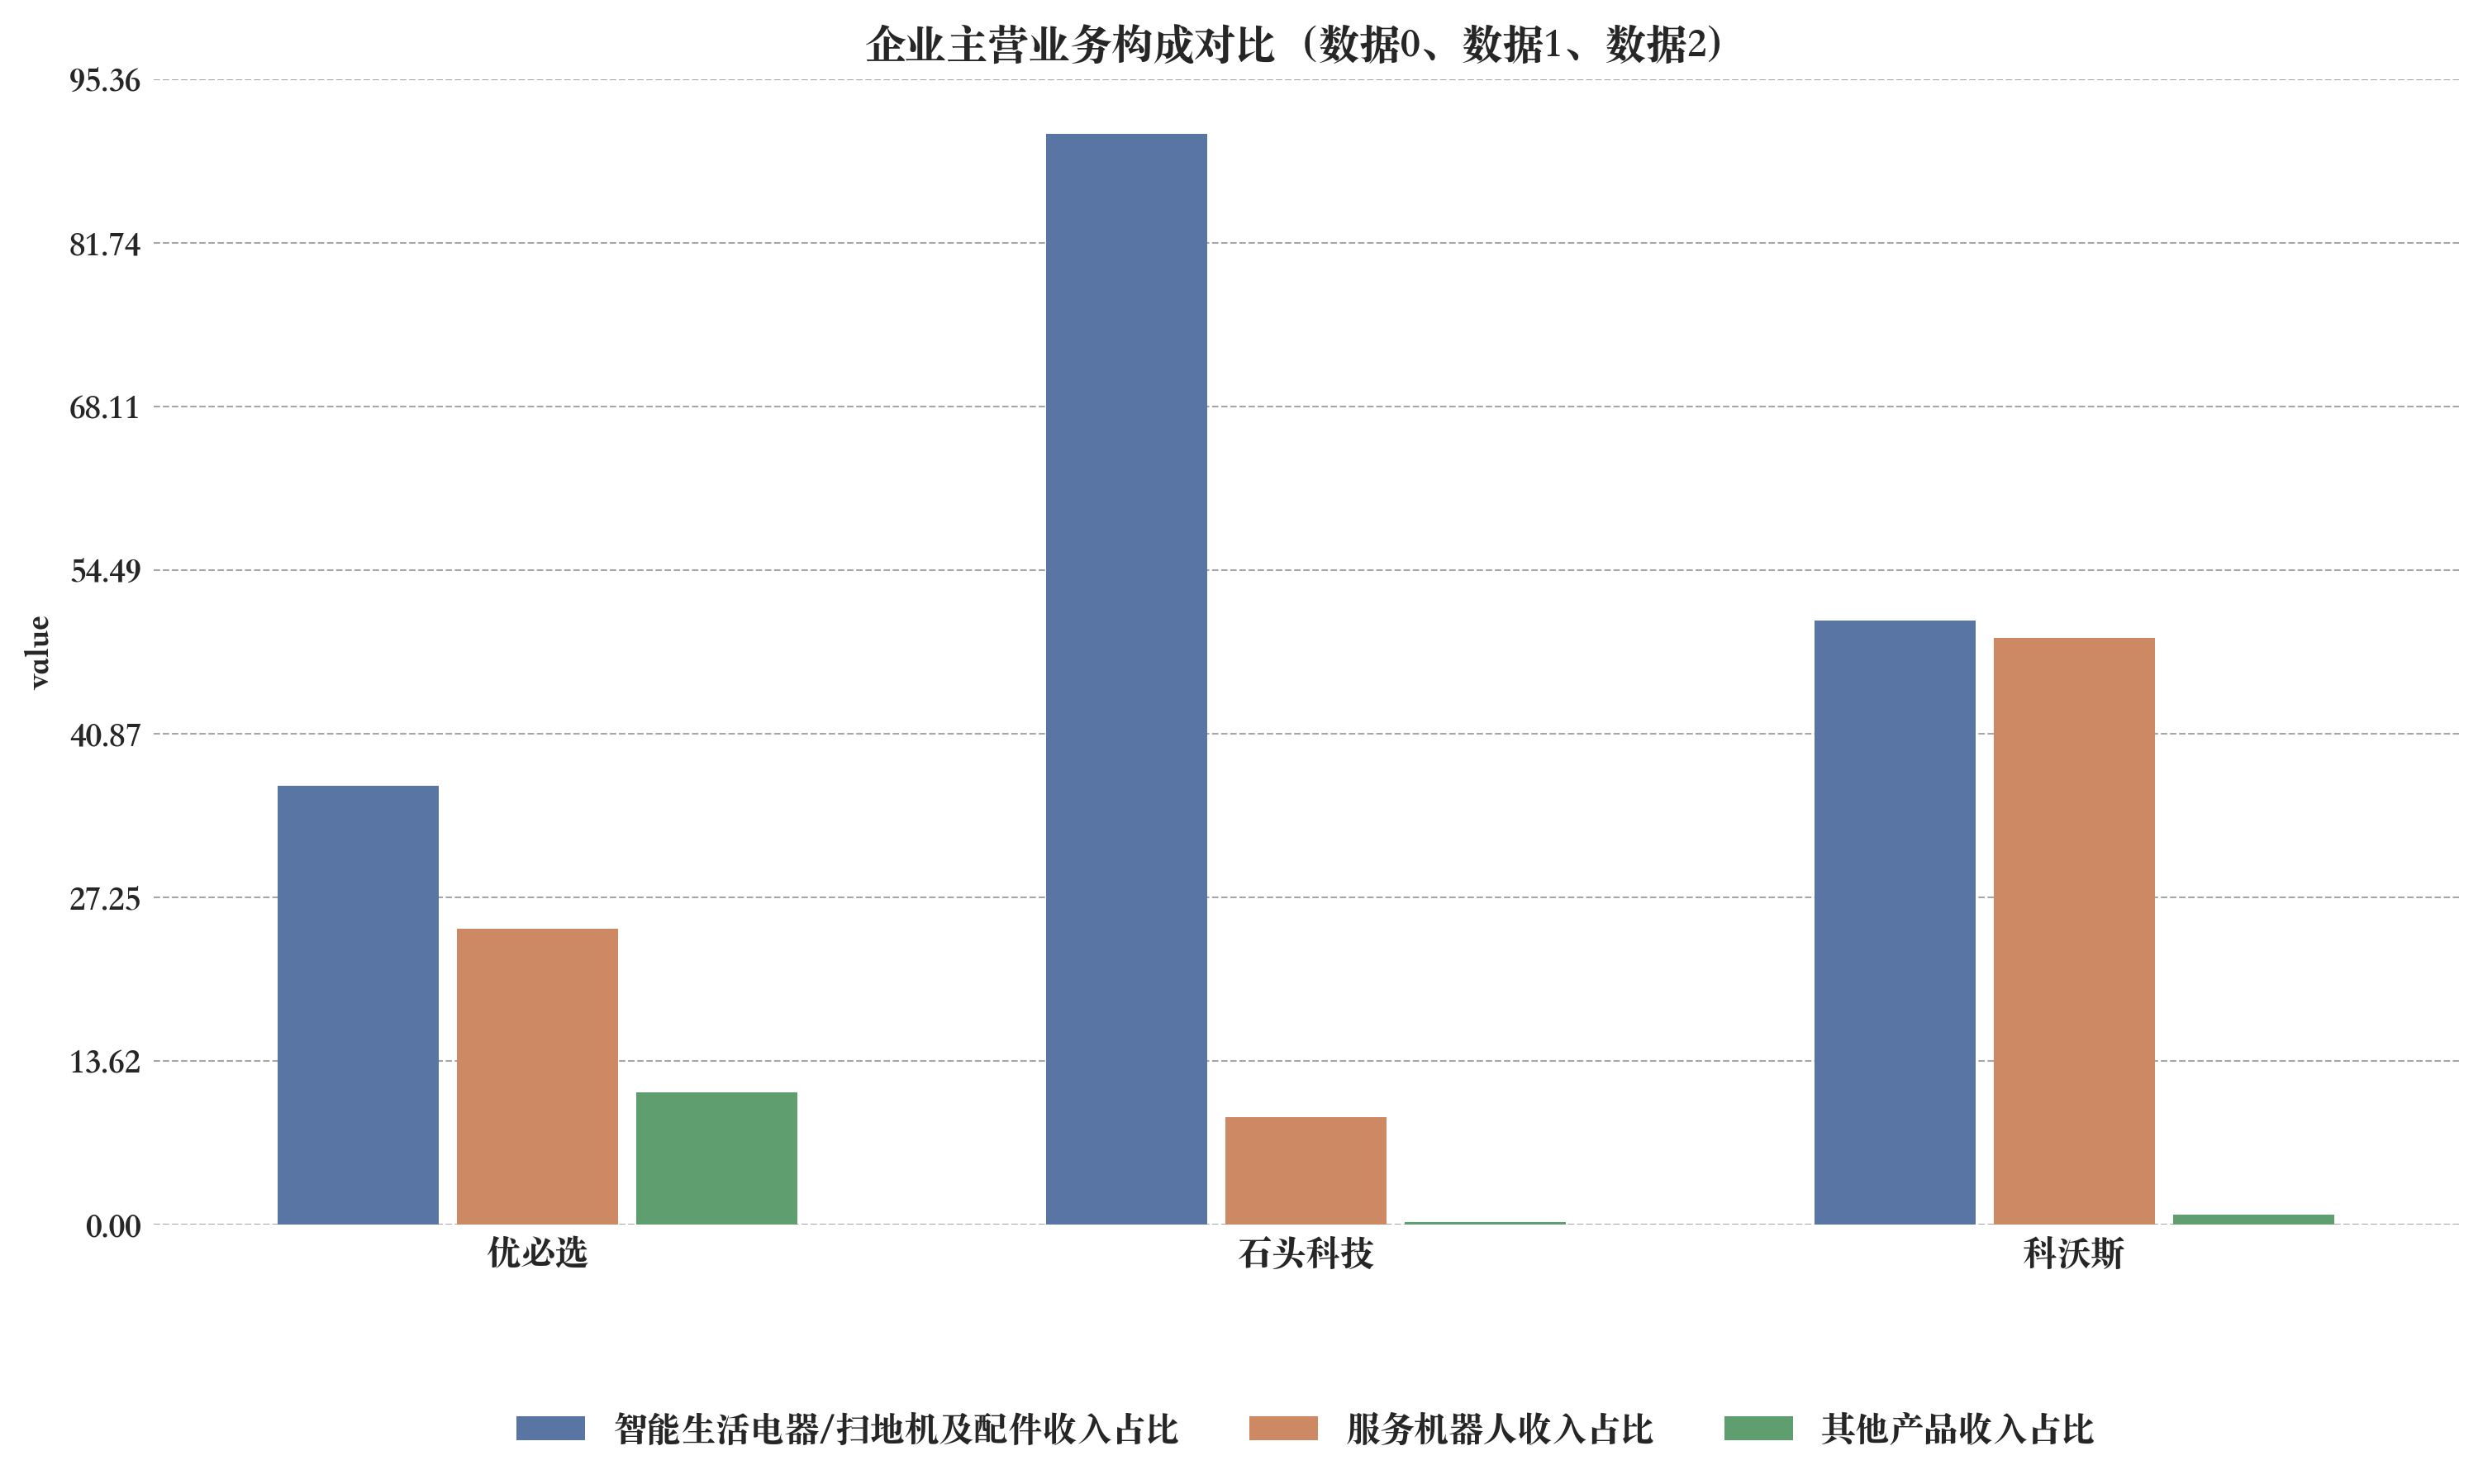 企业主营业务构成对比（数据0、数据1、数据2）
95.36
81.74
68.11
54.49
40.87
27.25
13.62
0.00
value
优必选 石头科技 科沃斯
智能生活电器/扫地机及配件收入占比 服务机器人收入占比 其他产品收入占比